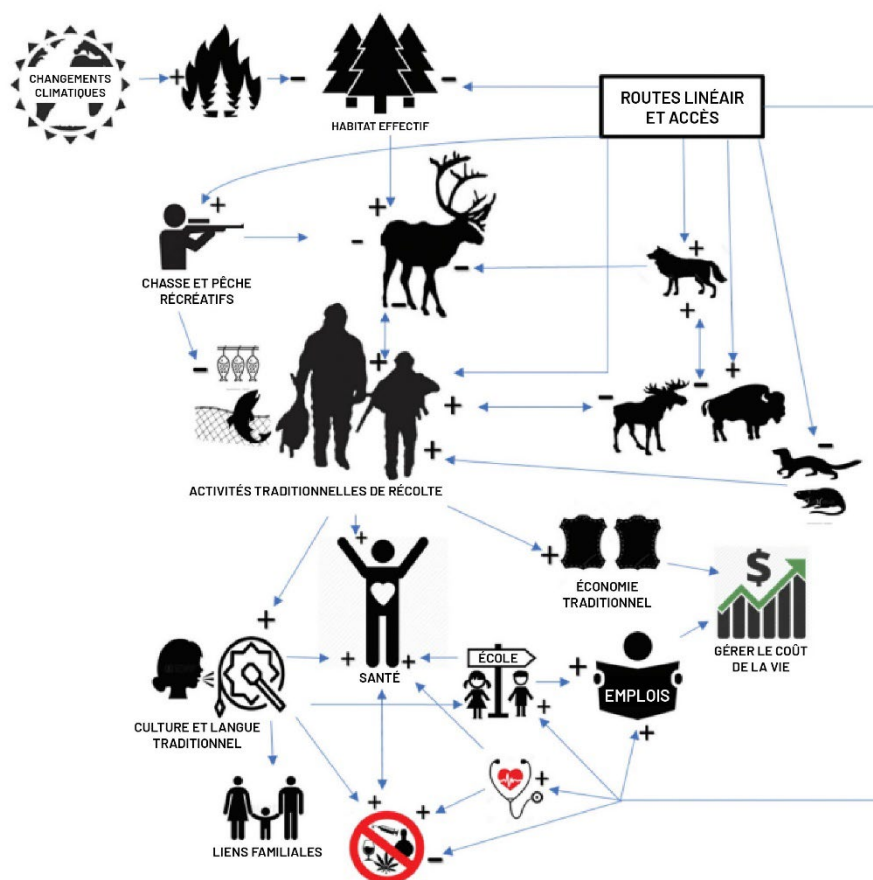 CHANGEMENTS
CLIMATIQUES
HABITAT EFFECTIF
ROUTES LINÉAIR
ET ACCÈS
CHASSE ET PÊCHE
RÉCRÉATIFS
ACTIVITÉS TRADITIONNELLES DE RÉCOLTE
ÉCONOMIE
TRADITIONNEL
$
GÉRER LE COÛT
DE LA VIE
ÉCOLE
EMPLOIS
SANTÉ
CULTURE ET LANGUE
TRADITIONNEL
LIENS FAMILIALES